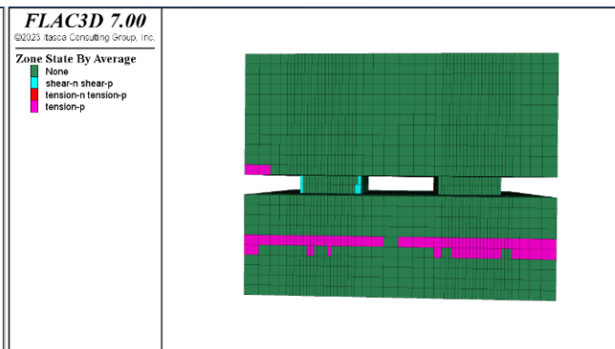 FLAC3D 7.00
©2023 Itasca Consulting Group, Inc.
Zone State By Average
None
shear-n shear-p
tension-n tension-p
tension-p